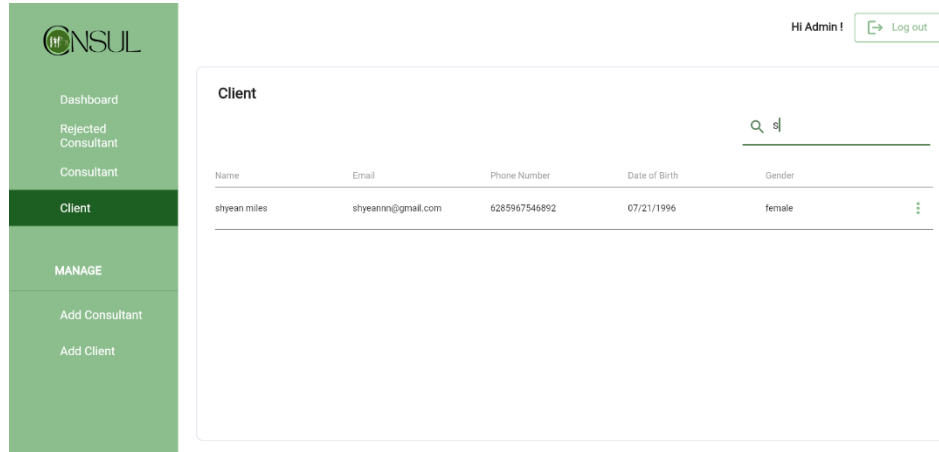 CONSUL
Hi Admin !
Log out
Dashboard
Rejected
Consultant
Consultant
Client
MANAGE
Add Consultant
Add Client
Client
s
Name Email Phone Number Date of Birth Gender
shyean miles shyeannn@gmail.com 6285967546892 07/21/1996 female